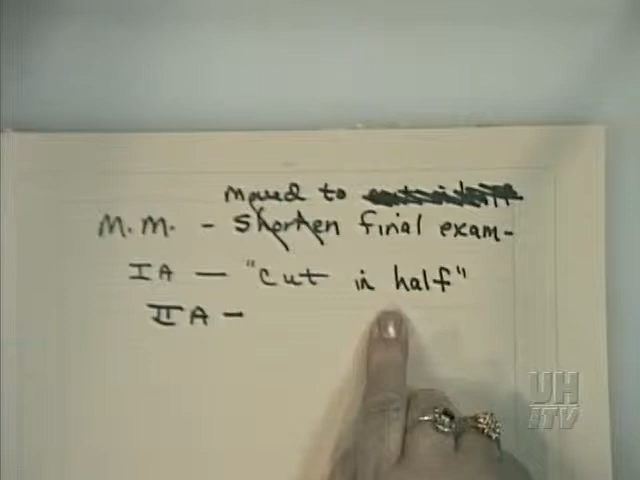 moved to
M.M. - Shorten final exam-
IA — "cut in half"
IIA -
UH
ITV